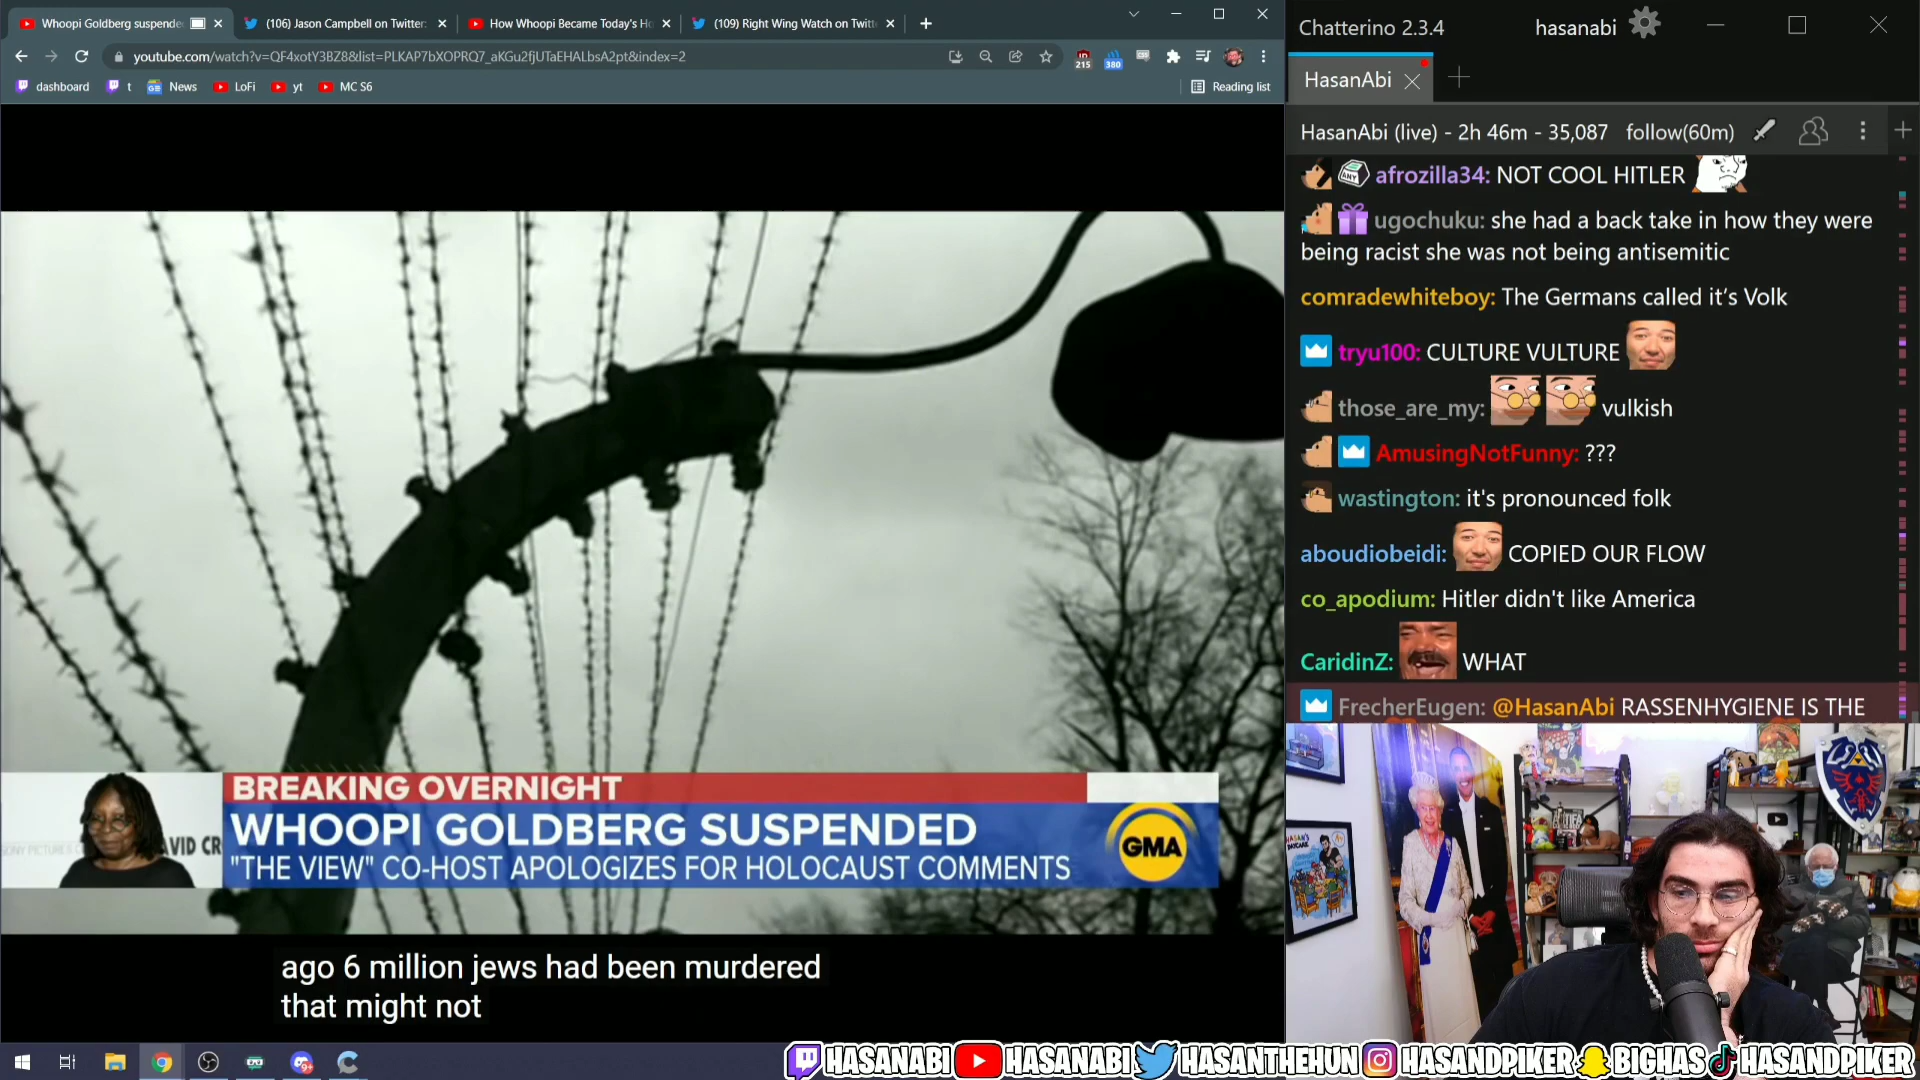 Whoopi Goldberg suspende
(106) Jason Campbell on Twitter:
How Whoopi Became Today's Ho
(109) Right Wing Watch on Twitt
youtube.com/watch?v=QF4xotY3BZ8&list=PLKAP7bXOPRQ7_aKGu2fjUTaEHALbsA2pt&index=2
215
380
dashboard
t
News
LoFi
yt
MC S6
Reading list
BREAKING OVERNIGHT
WHOOPI GOLDBERG SUSPENDED
"THE VIEW" CO-HOST APOLOGIZES FOR HOLOCAUST COMMENTS
GMA
AVID CR
ago 6 million jews had been murdered
that might not
Chatterino 2.3.4
hasanabi
HasanAbi
HasanAbi (live) - 2h 46m - 35,087 follow(60m)
ANY
afrozilla34: NOT COOL HITLER
ugochuku: she had a back take in how they were
being racist she was not being antisemitic
comradewhiteboy: The Germans called it’s Volk
tryu100: CULTURE VULTURE
those_are_my: vulkish
AmusingNotFunny: ???
wastington: it's pronounced folk
aboudiobeidi: COPIED OUR FLOW
co_apodium: Hitler didn't like America
CaridinZ: WHAT
FrecherEugen: @HasanAbi RASSENHYGIENE IS THE
HASANABI
HASANABI
HASANTHEHUN
HASANDPIKER
BIGHAS
HASANDPIKER